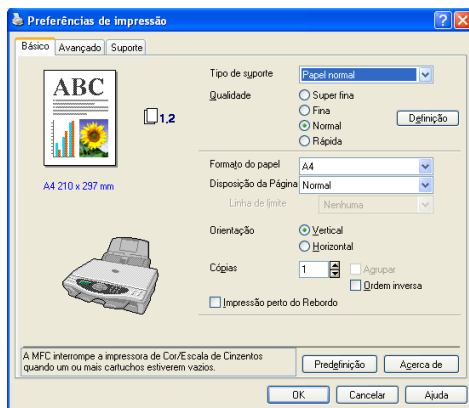 Preferências de impressão
Básico Avançado Suporte
ABC
1,2
A4 210 x 297 mm
Tipo de suporte Papel normal
Qualidade Super fina
Fina
Normal
Rápida
Definição
Formato do papel A4
Disposição da Página Normal
Linha de limite Nenhuma
Orientação Vertical
Horizontal
Cópias 1 Agrupar
Ordem inversa
Impressão perto do Rebordo
A MFC interrompe a impressora de Cor/Escala de Cinzentos
quando um ou mais cartuchos estiverem vazios.
Predefinição Acerca de
OK Cancelar Ajuda